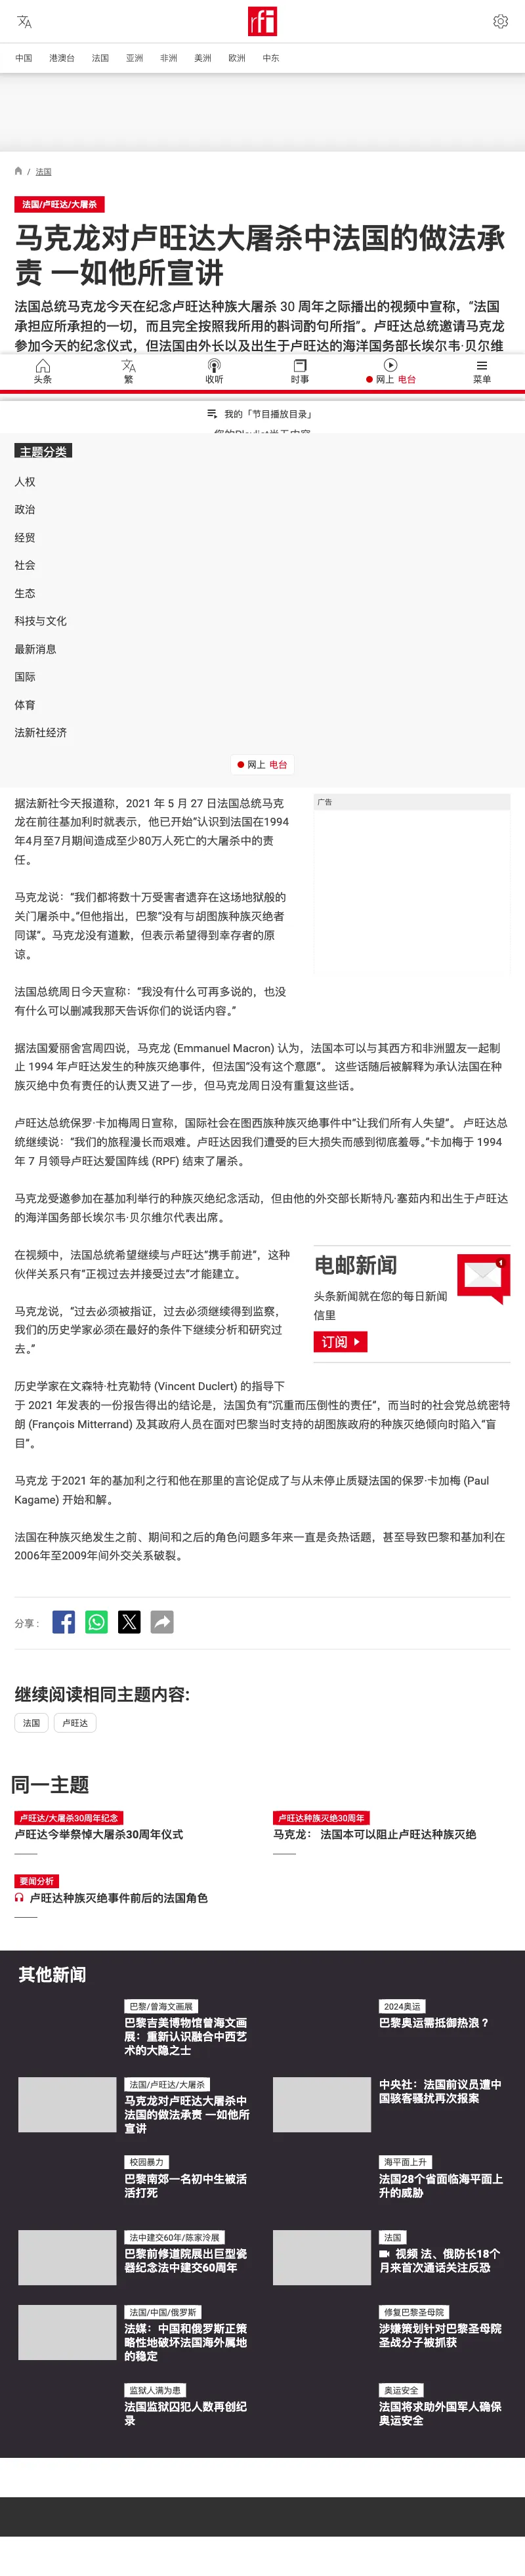 rfi
中国 港澳台 法国 亚洲 非洲 美洲 欧洲 中东
/ 法国
法国/卢旺达/大屠杀
马克龙对卢旺达大屠杀中法国的做法承
责 一如他所宣讲
法国总统马克龙今天在纪念卢旺达种族大屠杀 30 周年之际播出的视频中宣称，“法国
承担应所承担的一切，而且完全按照我所用的斟词酌句所指”。卢旺达总统邀请马克龙
参加今天的纪念仪式，但法国由外长以及出生于卢旺达的海洋国务部长埃尔韦·贝尔维
头条 繁 收听 时事 网上 电台 菜单
我的「节目播放目录」
您的Playlist尚无内容
主题分类
人权
政治
经贸
社会
生态
科技与文化
最新消息
国际
体育
法新社经济
网上 电台
广告
据法新社今天报道称，2021 年 5 月 27 日法国总统马克
龙在前往基加利时就表示，他已开始“认识到法国在1994
年4月至7月期间造成至少80万人死亡的大屠杀中的责
任。
马克龙说：“我们都将数十万受害者遗弃在这场地狱般的
关门屠杀中。”但他指出，巴黎“没有与胡图族种族灭绝者
同谋”。马克龙没有道歉，但表示希望得到幸存者的原
谅。
法国总统周日今天宣称：“我没有什么可再多说的，也没
有什么可以删减我那天告诉你们的说话内容。”
据法国爱丽舍宫周四说，马克龙 (Emmanuel Macron) 认为，法国本可以与其西方和非洲盟友一起制
止 1994 年卢旺达发生的种族灭绝事件，但法国“没有这个意愿”。 这些话随后被解释为承认法国在种
族灭绝中负有责任的认责又进了一步，但马克龙周日没有重复这些话。
卢旺达总统保罗·卡加梅周日宣称，国际社会在图西族种族灭绝事件中“让我们所有人失望”。 卢旺达总
统继续说：“我们的旅程漫长而艰难。卢旺达因我们遭受的巨大损失而感到彻底羞辱。”卡加梅于 1994
年 7 月领导卢旺达爱国阵线 (RPF) 结束了屠杀。
马克龙受邀参加在基加利举行的种族灭绝纪念活动，但由他的外交部长斯特凡·塞茹内和出生于卢旺达
的海洋国务部长埃尔韦·贝尔维尔代表出席。
在视频中，法国总统希望继续与卢旺达“携手前进”，这种
伙伴关系只有“正视过去并接受过去”才能建立。
电邮新闻
头条新闻就在您的每日新闻
信里
订阅
马克龙说，“过去必须被指证，过去必须继续得到监察，
我们的历史学家必须在最好的条件下继续分析和研究过
去。”
历史学家在文森特·杜克勒特 (Vincent Duclert) 的指导下
于 2021 年发表的一份报告得出的结论是，法国负有“沉重而压倒性的责任”，而当时的社会党总统密特
朗 (François Mitterrand) 及其政府人员在面对巴黎当时支持的胡图族政府的种族灭绝倾向时陷入“盲
目”。
马克龙 于2021 年的基加利之行和他在那里的言论促成了与从未停止质疑法国的保罗·卡加梅 (Paul
Kagame) 开始和解。
法国在种族灭绝发生之前、期间和之后的角色问题多年来一直是灸热话题，甚至导致巴黎和基加利在
2006年至2009年间外交关系破裂。
分享 :
继续阅读相同主题内容:
法国 卢旺达
同一主题
卢旺达/大屠杀30周年纪念
卢旺达今举祭悼大屠杀30周年仪式
卢旺达种族灭绝30周年
马克龙： 法国本可以阻止卢旺达种族灭绝
要闻分析
卢旺达种族灭绝事件前后的法国角色
其他新闻
巴黎/曾海文画展
巴黎吉美博物馆曾海文画
展：重新认识融合中西艺
术的大隐之士
2024奥运
巴黎奥运需抵御热浪？
法国/卢旺达/大屠杀
马克龙对卢旺达大屠杀中
法国的做法承责 一如他所
宣讲
中央社：法国前议员遭中
国骇客骚扰再次报案
校园暴力
巴黎南郊一名初中生被活
活打死
海平面上升
法国28个省面临海平面上
升的威胁
法中建交60年/陈家泠展
巴黎前修道院展出巨型瓷
器纪念法中建交60周年
法国
视频 法、俄防长18个
月来首次通话关注反恐
法国/中国/俄罗斯
法媒：中国和俄罗斯正策
略性地破坏法国海外属地
的稳定
修复巴黎圣母院
涉嫌策划针对巴黎圣母院
圣战分子被抓获
监狱人满为患
法国监狱囚犯人数再创纪
录
奥运安全
法国将求助外国军人确保
奥运安全